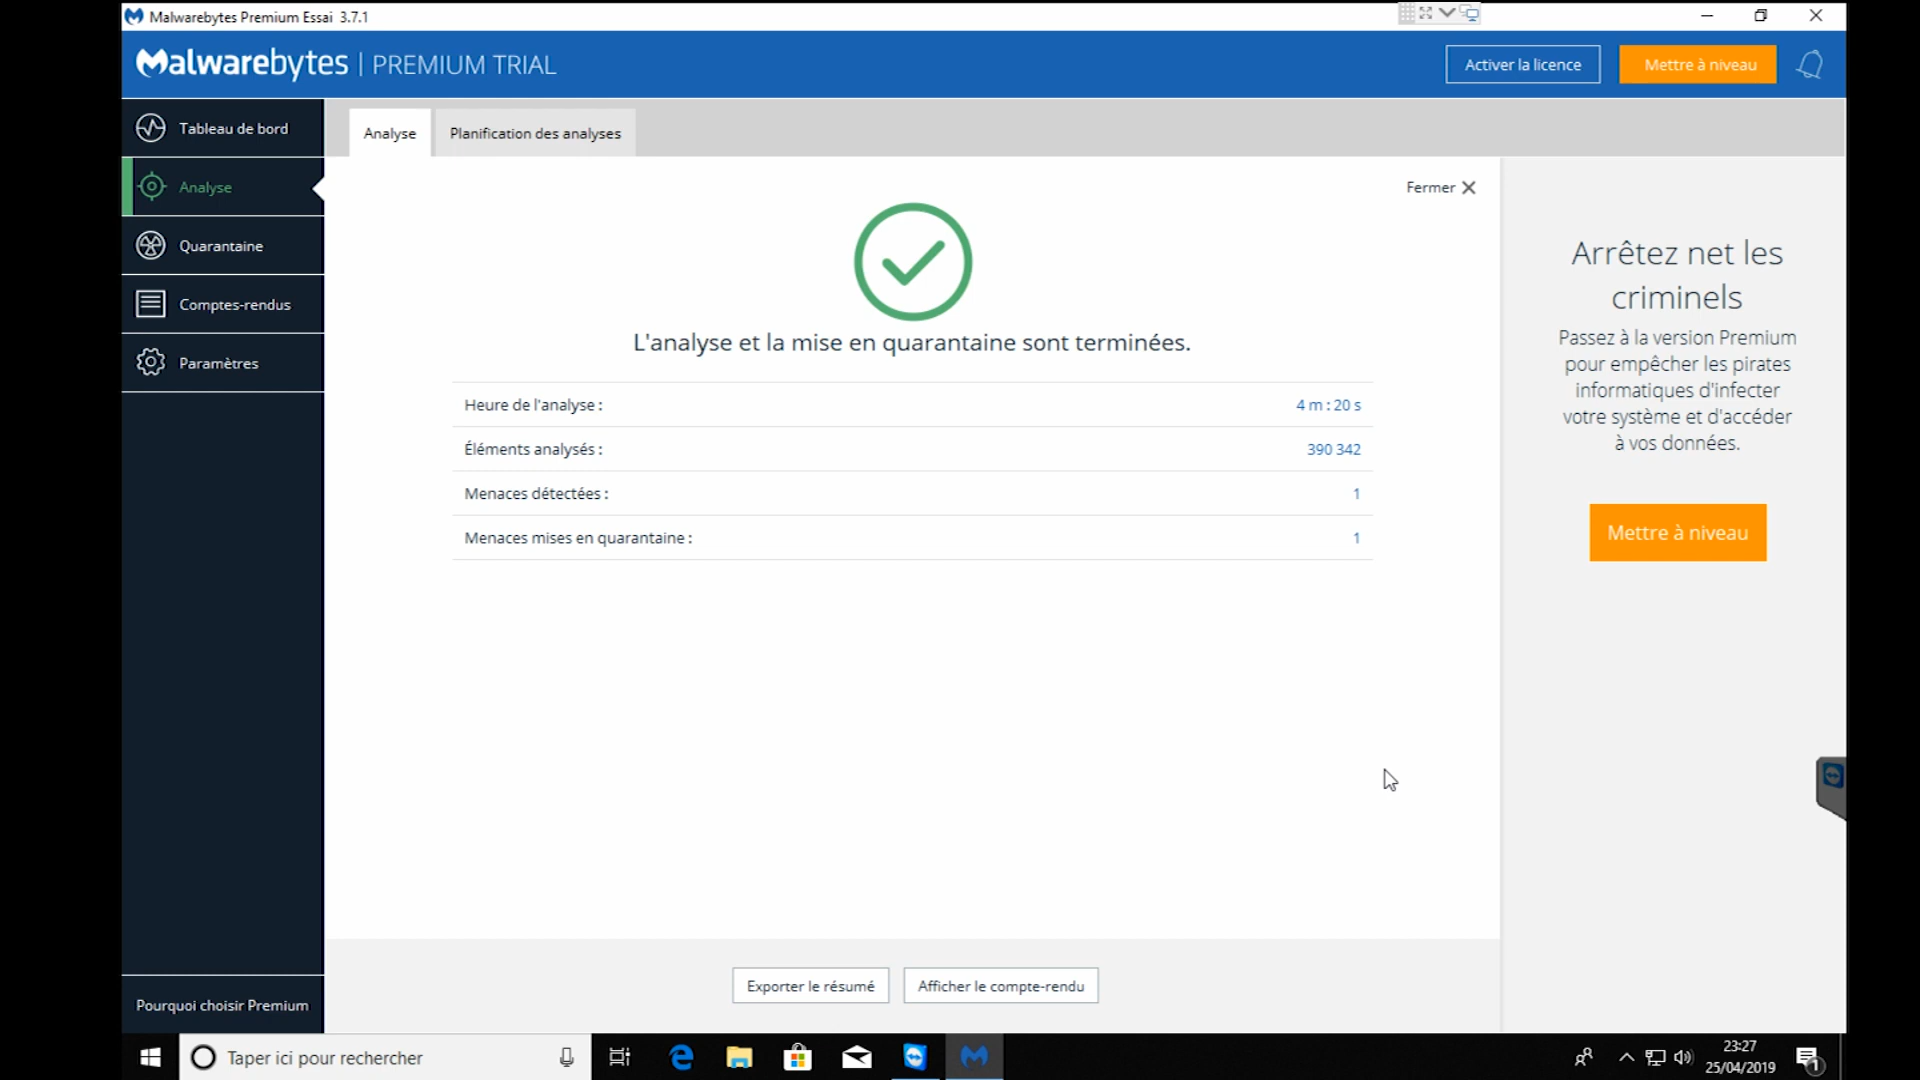 Malwarebytes Premium Essai 3.7.1
Malwarebytes | PREMIUM TRIAL
Activer la licence
Mettre à niveau
Tableau de bord
Analyse
Quarantaine
Comptes-rendus
Paramètres
Pourquoi choisir Premium
Analyse
Planification des analyses
Fermer
L'analyse et la mise en quarantaine sont terminées.
Heure de l'analyse : 4 m : 20 s
Éléments analysés : 390 342
Menaces détectées : 1
Menaces mises en quarantaine : 1
Exporter le résumé
Afficher le compte-rendu
Arrêtez net les
criminels
Passez à la version Premium
pour empêcher les pirates
informatiques d'infecter
votre système et d'accéder
à vos données.
Mettre à niveau
Taper ici pour rechercher
23:27
25/04/2019
1